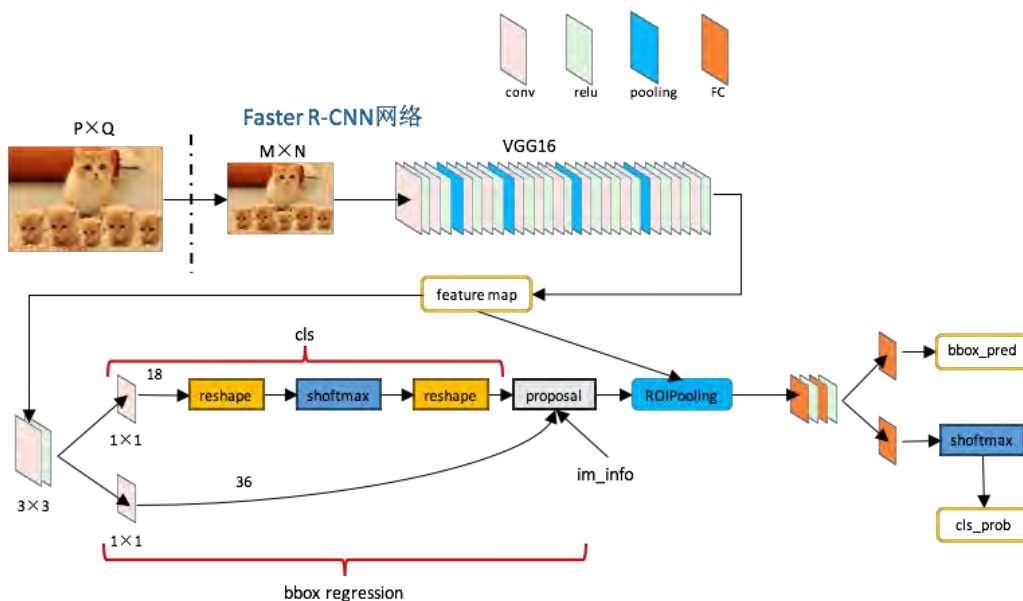 conv
relu
pooling
FC
Faster R-CNN网络
P×Q
M×N
VGG16
feature map
cls
18
reshape
shoftmax
reshape
proposal
ROIPooling
bbox_pred
1×1
shoftmax
3×3
36
im_info
1×1
cls_prob
bbox regression